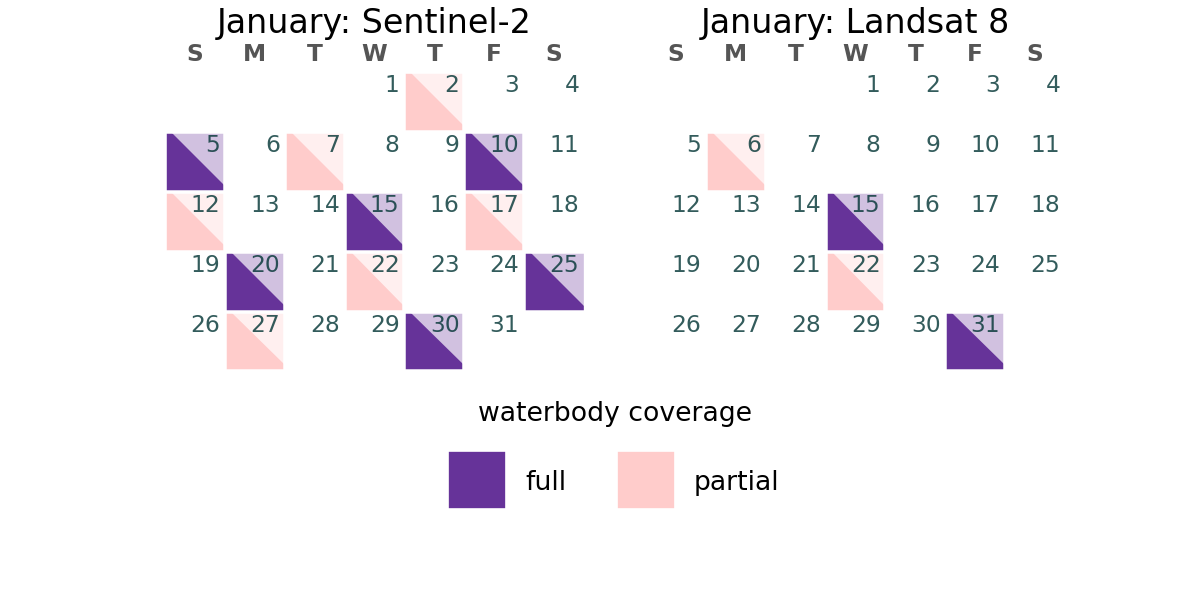 January: Sentinel-2
S M T W T F S
1 2 3 4
5 6 7 8 9 10 11
12 13 14 15 16 17 18
19 20 21 22 23 24 25
26 27 28 29 30 31
January: Landsat 8
S M T W T F S
1 2 3 4
5 6 7 8 9 10 11
12 13 14 15 16 17 18
19 20 21 22 23 24 25
26 27 28 29 30 31
waterbody coverage
full partial